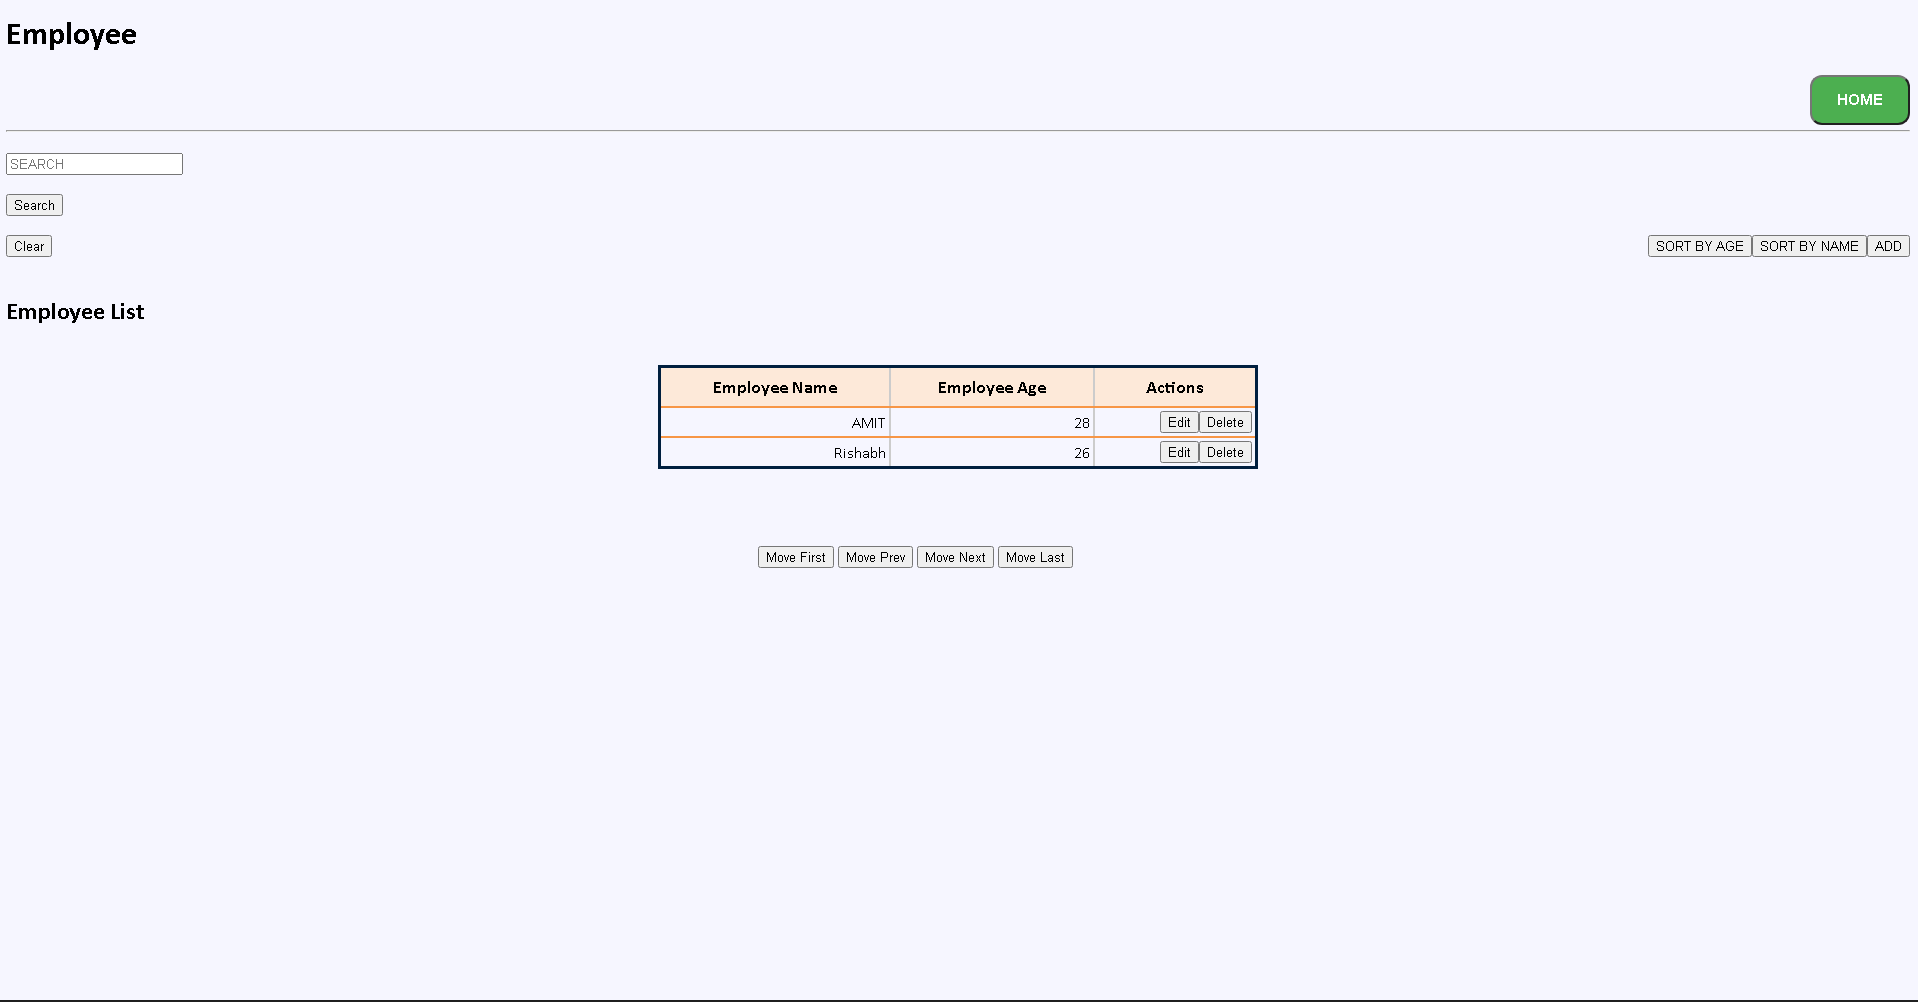 Employee
HOME
SEARCH
Search
Clear SORT BY AGE SORT BY NAME ADD
Employee List
Employee Name Employee Age Actions
AMIT 28 Edit Delete
Rishabh 26 Edit Delete
Move First Move Prev Move Next Move Last